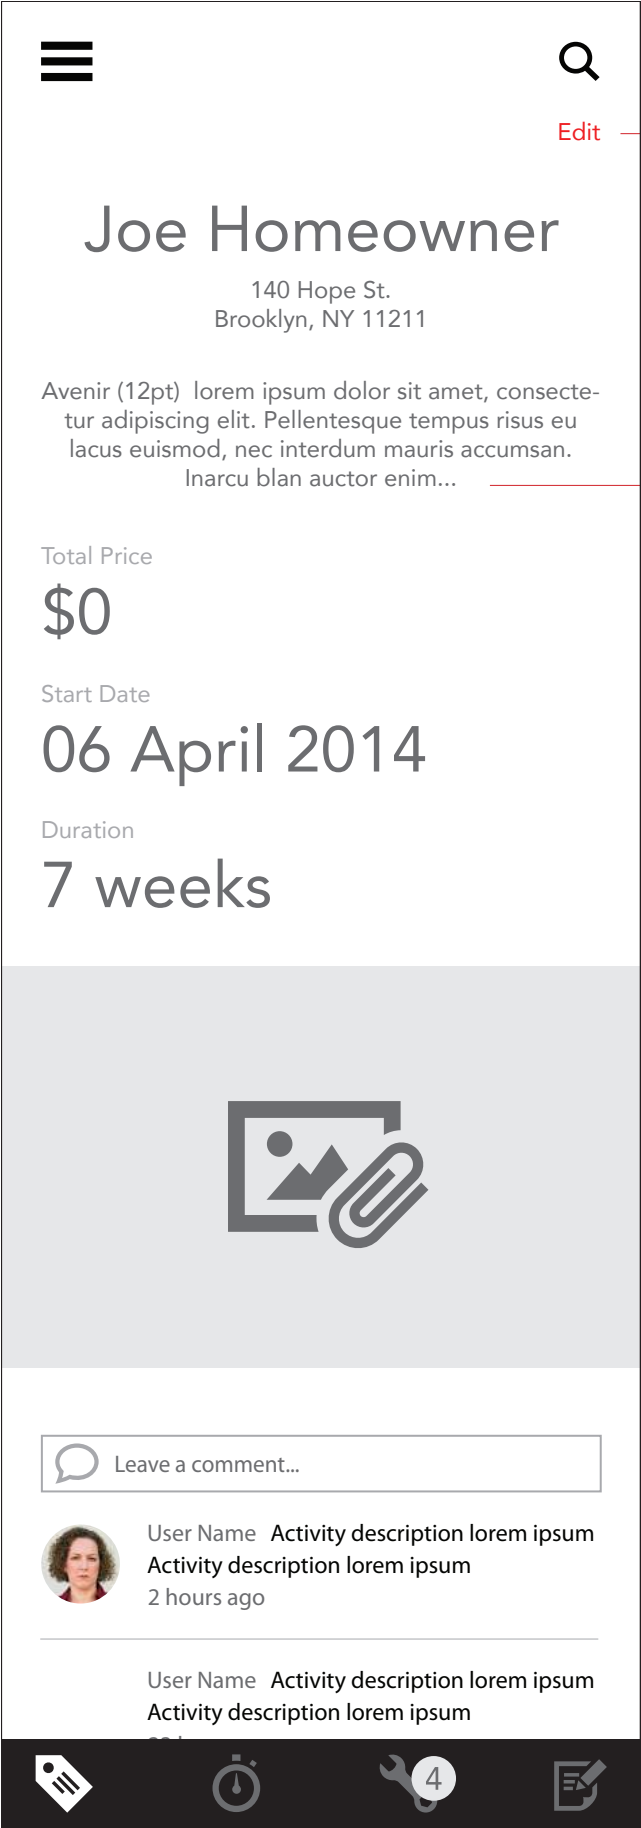 Edit
Joe Homeowner
140 Hope St.
Brooklyn, NY 11211
Avenir (12pt)  lorem ipsum dolor sit amet, consecte-
tur adipiscing elit. Pellentesque tempus risus eu
lacus euismod, nec interdum mauris accumsan.
Inarcu blan auctor enim...
Total Price
$0
Start Date
06 April 2014
Duration
7 weeks
Leave a comment...
User Name  Activity description lorem ipsum
Activity description lorem ipsum
2 hours ago
User Name  Activity description lorem ipsum
Activity description lorem ipsum
4